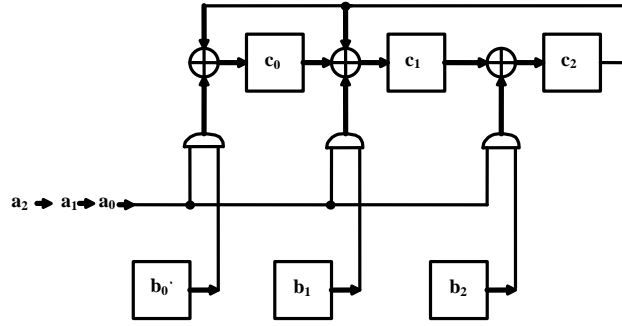 c₀ c₁ c₂
a₂ a₁ a₀
b₀ b₁ b₂